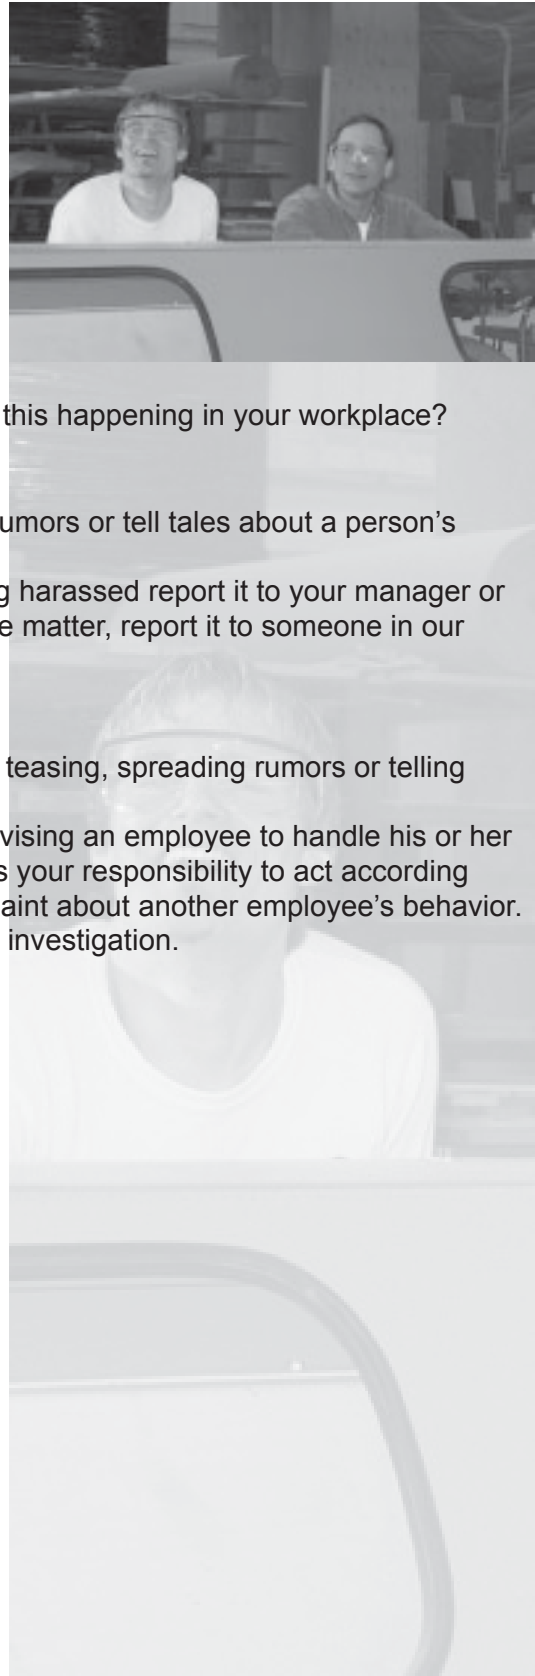 this happening in your workplace?
umors or tell tales about a person's
g harassed report it to your manager or
e matter, report it to someone in our
teasing, spreading rumors or telling
vising an employee to handle his or her
s your responsibility to act according
aint about another employee's behavior.
investigation.